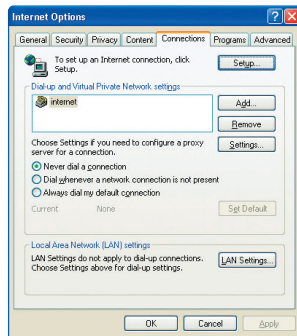 Internet Options
General Security Privacy Content Connections Programs Advanced
To set up an Internet connection, click
Setup.
Setup...
Dial-up and Virtual Private Network settings
internet
Add...
Remove
Choose Settings if you need to configure a proxy
server for a connection.
Settings...
Never dial a connection
Dial whenever a network connection is not present
Always dial my default connection
Current None
Set Default
Local Area Network (LAN) settings
LAN Settings do not apply to dial-up connections.
Choose Settings above for dial-up settings.
LAN Settings...
OK Cancel Apply